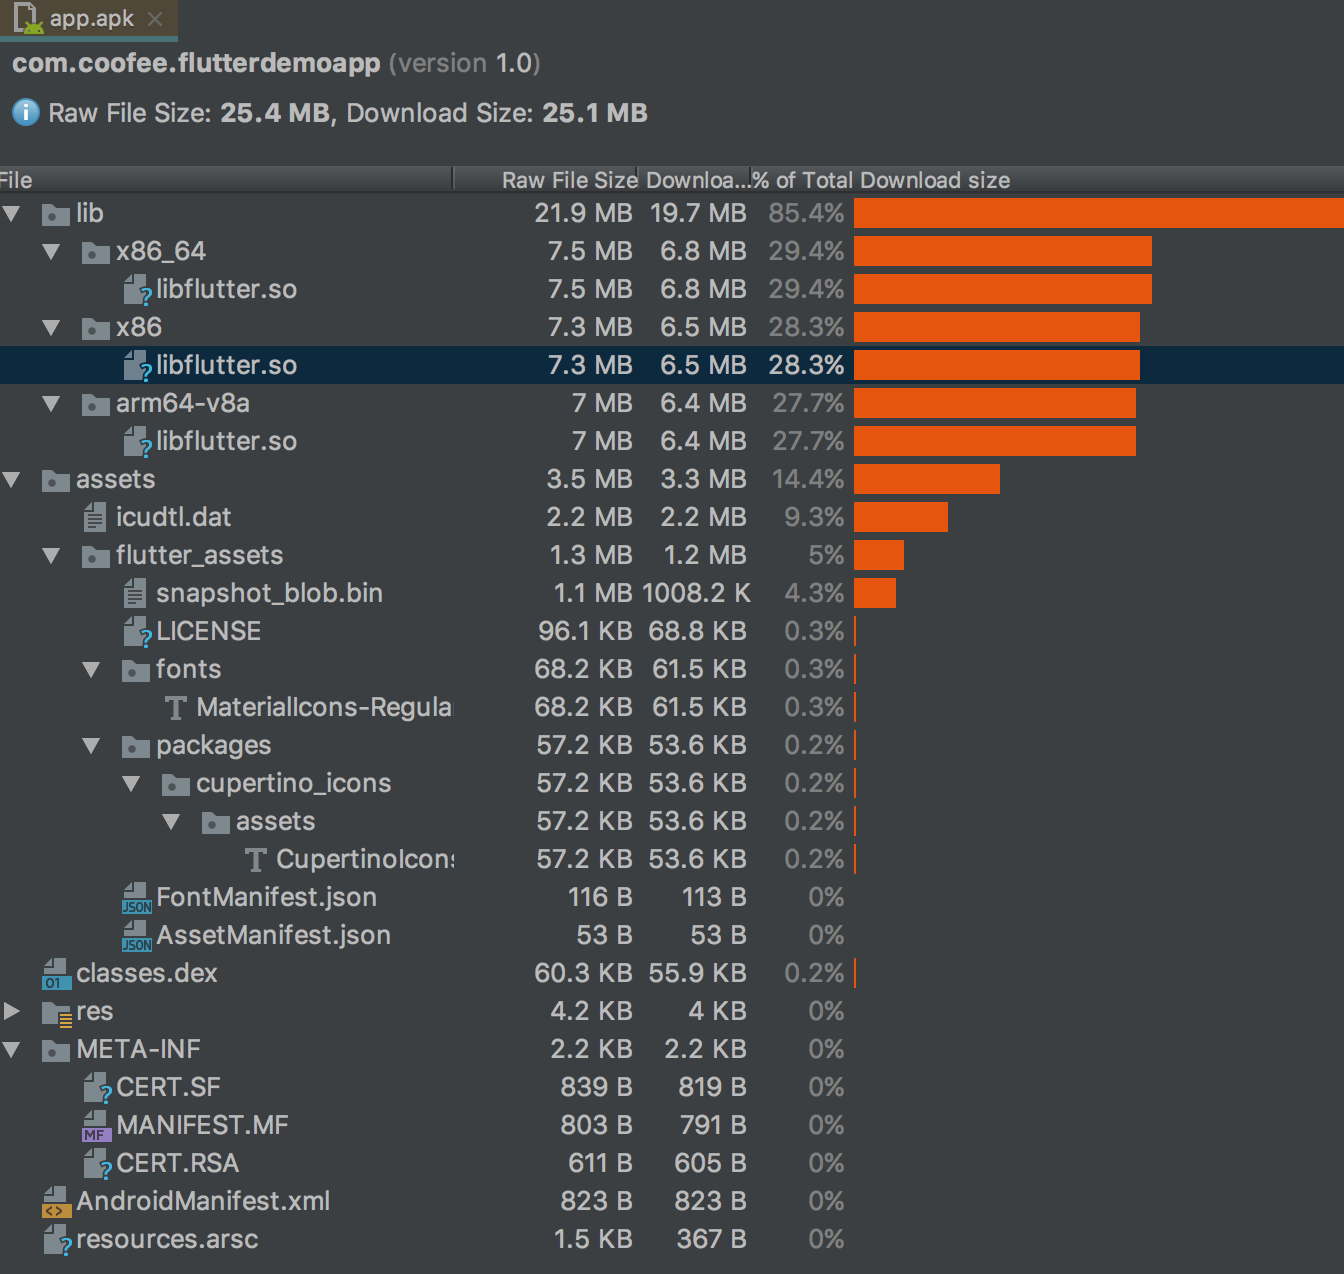 app.apk
com.coofee.flutterdemoapp (version 1.0)
Raw File Size: 25.4 MB, Download Size: 25.1 MB
File Raw File Size Downloa... % of Total Download size
lib 21.9 MB 19.7 MB 85.4%
x86_64 7.5 MB 6.8 MB 29.4%
libflutter.so 7.5 MB 6.8 MB 29.4%
x86 7.3 MB 6.5 MB 28.3%
libflutter.so 7.3 MB 6.5 MB 28.3%
arm64-v8a 7 MB 6.4 MB 27.7%
libflutter.so 7 MB 6.4 MB 27.7%
assets 3.5 MB 3.3 MB 14.4%
icudtl.dat 2.2 MB 2.2 MB 9.3%
flutter_assets 1.3 MB 1.2 MB 5%
snapshot_blob.bin 1.1 MB 1008.2 K 4.3%
LICENSE 96.1 KB 68.8 KB 0.3%
fonts 68.2 KB 61.5 KB 0.3%
MaterialIcons-Regula 68.2 KB 61.5 KB 0.3%
packages 57.2 KB 53.6 KB 0.2%
cupertino_icons 57.2 KB 53.6 KB 0.2%
assets 57.2 KB 53.6 KB 0.2%
CupertinoIcons 57.2 KB 53.6 KB 0.2%
JSON FontManifest.json 116 B 113 B 0%
JSON AssetManifest.json 53 B 53 B 0%
01 classes.dex 60.3 KB 55.9 KB 0.2%
res 4.2 KB 4 KB 0%
META-INF 2.2 KB 2.2 KB 0%
CERT.SF 839 B 819 B 0%
MF MANIFEST.MF 803 B 791 B 0%
CERT.RSA 611 B 605 B 0%
<> AndroidManifest.xml 823 B 823 B 0%
resources.arsc 1.5 KB 367 B 0%